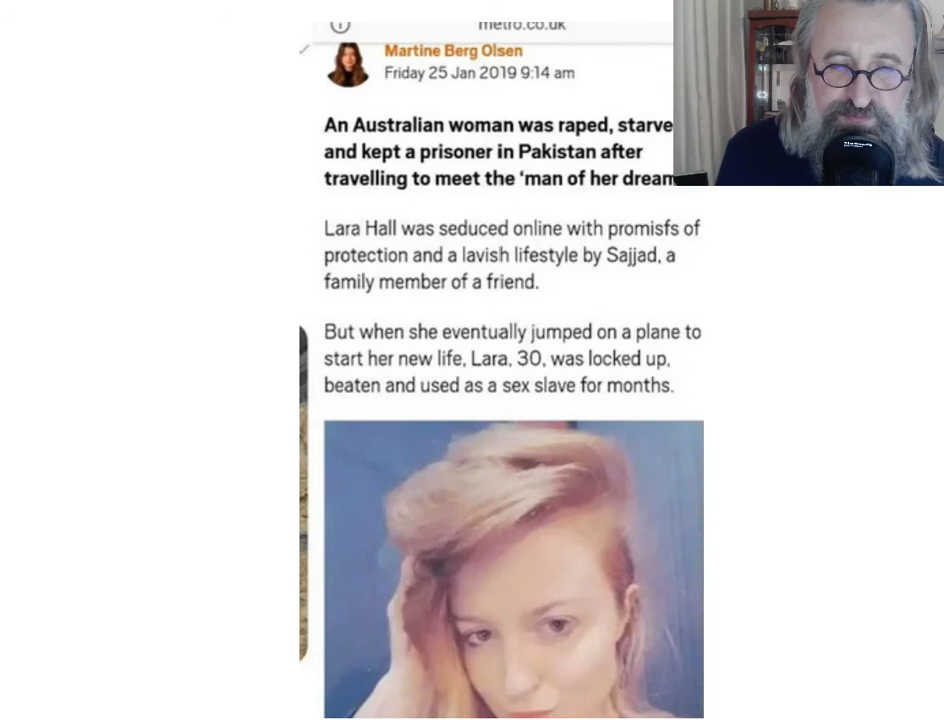 metro.co.uk
Martine Berg Olsen
Friday 25 Jan 2019 9:14 am
An Australian woman was raped, starve
and kept a prisoner in Pakistan after
travelling to meet the ‘man of her dream
Lara Hall was seduced online with promisfs of
protection and a lavish lifestyle by Sajjad, a
family member of a friend.
But when she eventually jumped on a plane to
start her new life, Lara, 30, was locked up,
beaten and used as a sex slave for months.